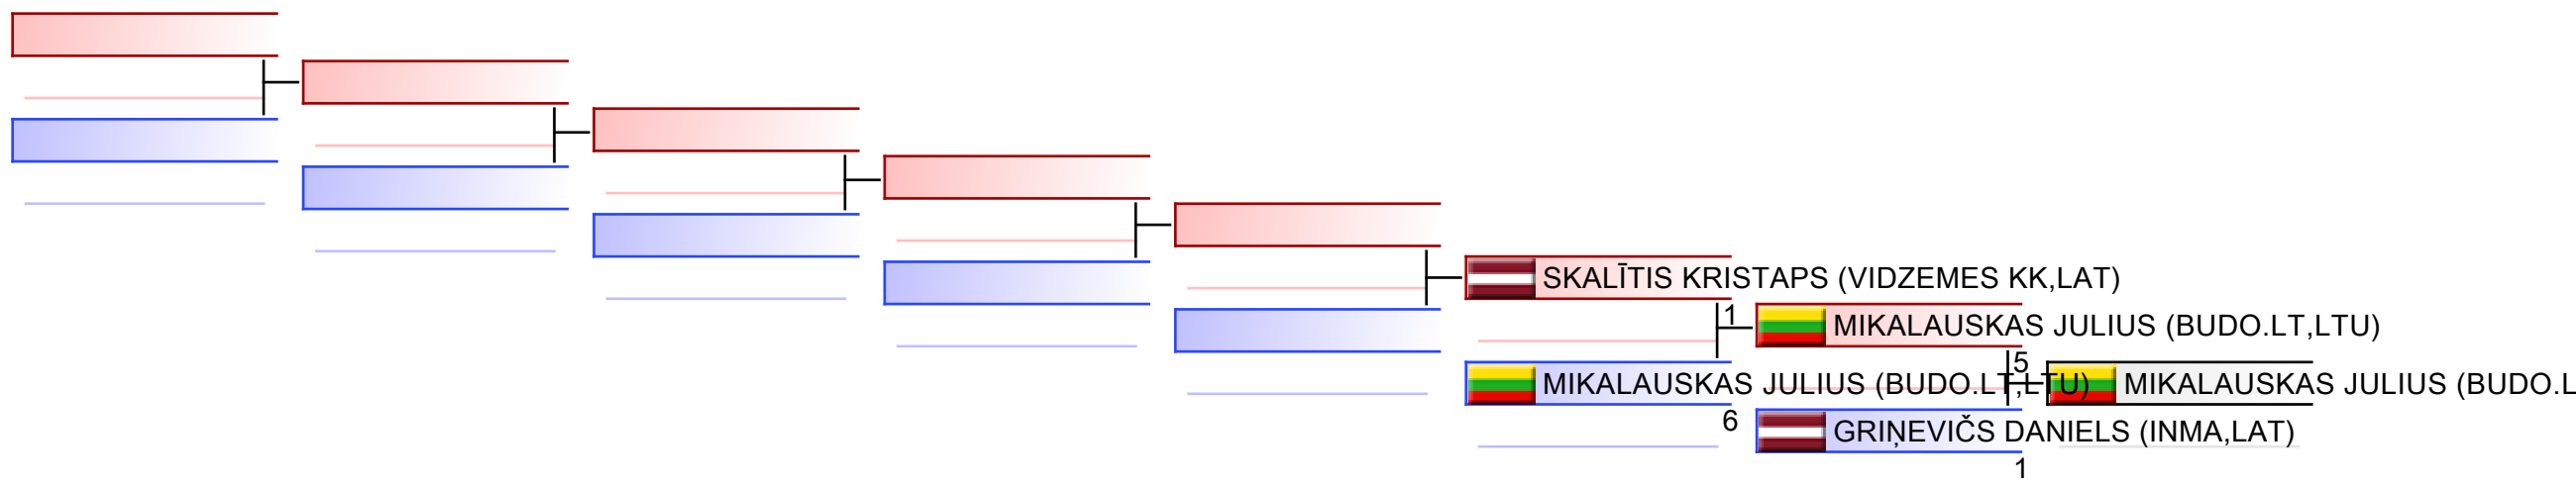 SKALĪTIS KRISTAPS (VIDZEMES KK,LAT)
1
MIKALAUSKAS JULIUS (BUDO.LT,LTU)
MIKALAUSKAS JULIUS (BUDO.LT,LTU)
5
MIKALAUSKAS JULIUS (BUDO.L
6
GRIŅEVIČS DANIELS (INMA,LAT)
1